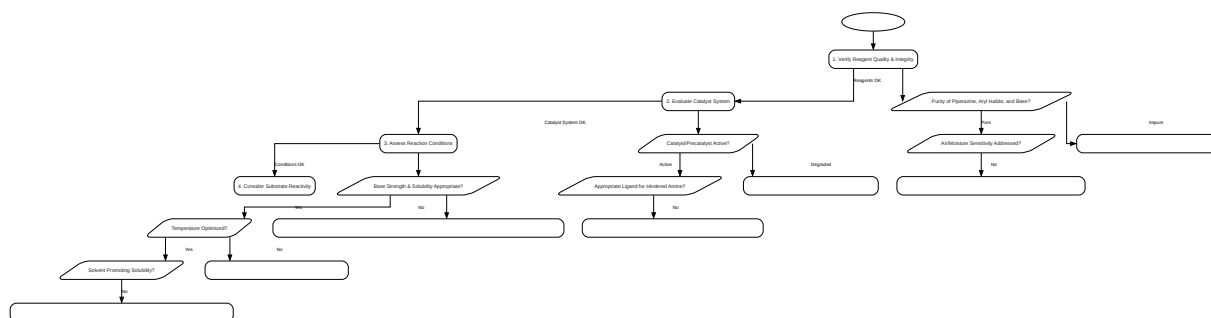 1. Verify Reagent Quality & Integrity
Reagents OK
2. Evaluate Catalyst System
Purity of Piperazine, Aryl Halide, and Base?
Catalyst System OK
Pure
Impure
3. Assess Reaction Conditions
Catalyst/Precatalyst Active?
Air/Moisture Sensitivity Addressed?
Conditions OK
Active
Degraded
No
4. Consider Substrate Reactivity
Base Strength & Solubility Appropriate?
Appropriate Ligand for Hindered Amine?
Yes
No
No
Temperature Optimized?
Yes
No
Solvent Promoting Solubility?
No